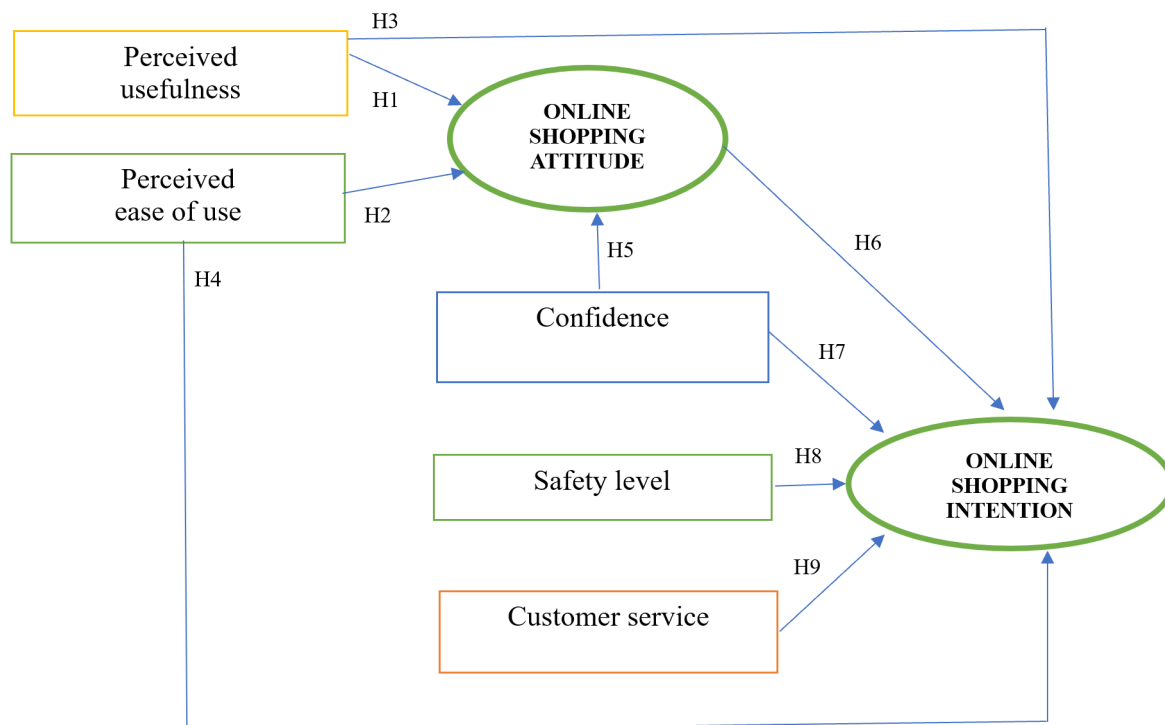 H3
Perceived
usefulness
H1
ONLINE
SHOPPING
ATTITUDE
Perceived
ease of use
H2
H4
H5
H6
Confidence
H7
Safety level
H8
ONLINE
SHOPPING
INTENTION
H9
Customer service